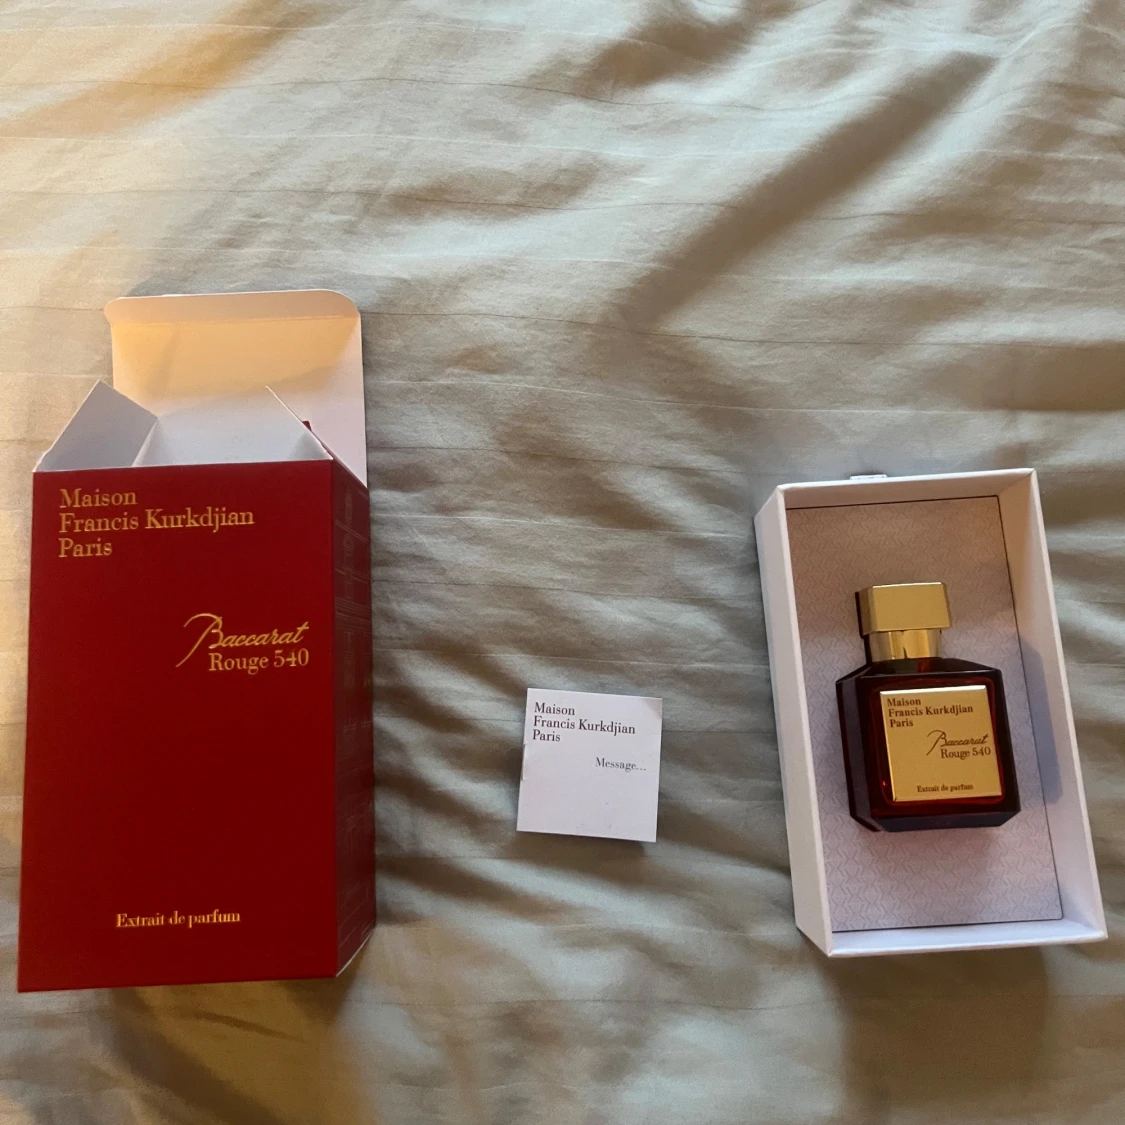 Maison
Francis Kurkdjian
Paris
Baccarat
Rouge 540
Extrait de parfum
Maison
Francis Kurkdjian
Paris
Message...
Maison
Francis Kurkdjian
Paris
Baccarat
Rouge 540
Extrait de parfum